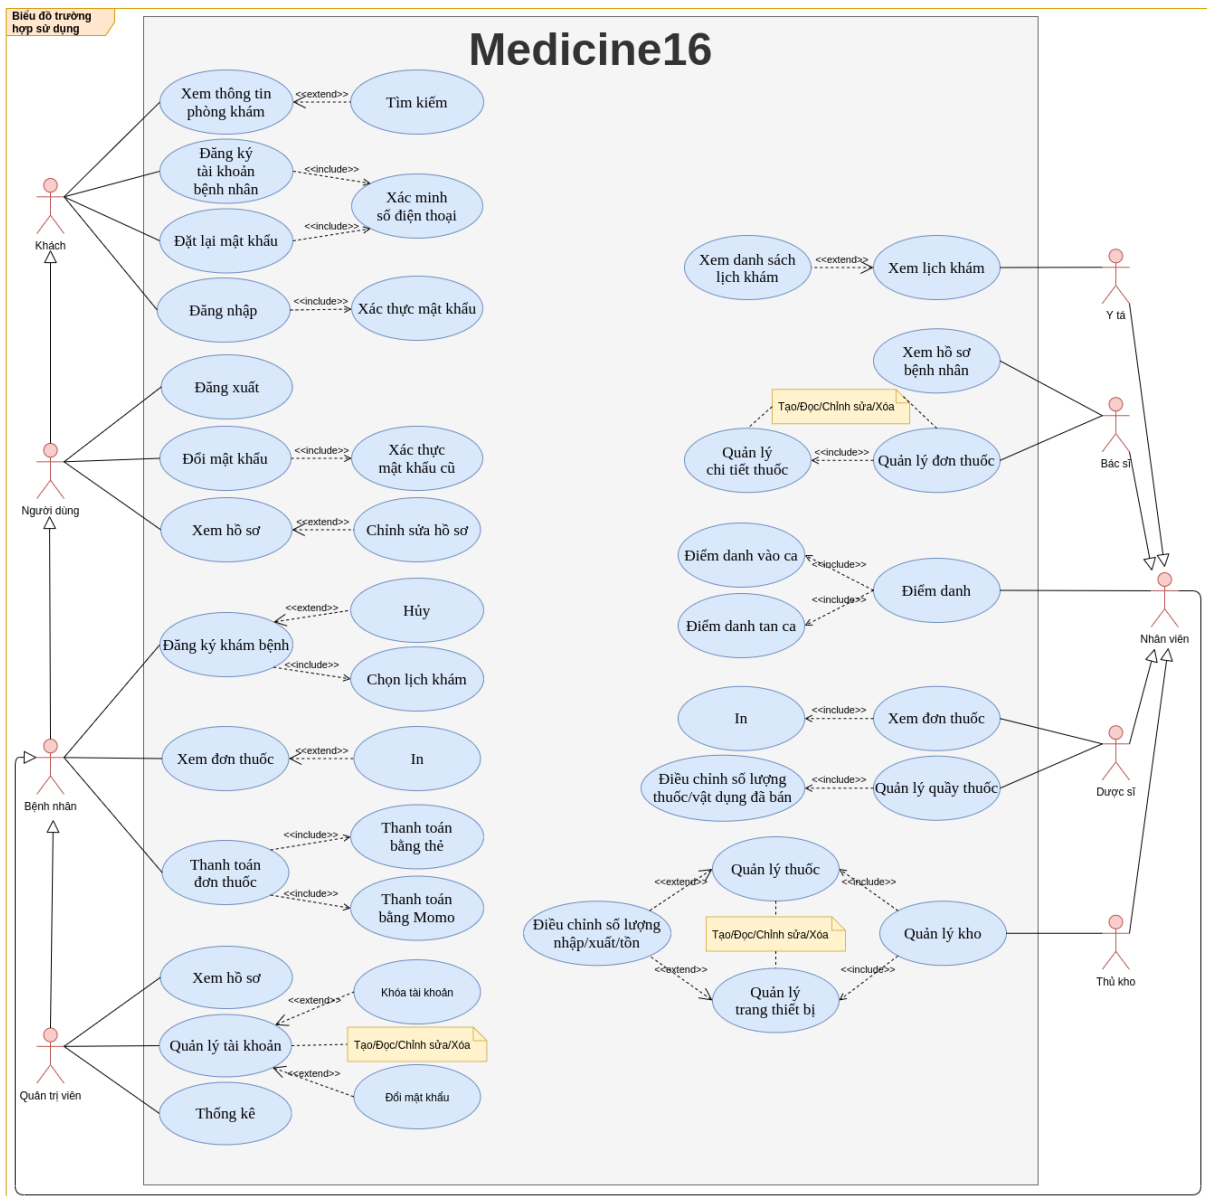 Biểu đồ trường
hợp sử dụng
Medicine16
Xem thông tin
phòng khám
<<extend>>
Tìm kiếm
Đăng ký
tài khoản
bệnh nhân
<<include>>
Xác minh
số điện thoại
Đặt lại mật khẩu
<<include>>
Khách
Đăng nhập
<<include>>
Xác thực mật khẩu
Đăng xuất
Đổi mật khẩu
<<include>>
Xác thực
mật khẩu cũ
Người dùng
Xem hồ sơ
<<extend>>
Chỉnh sửa hồ sơ
Đăng ký khám bệnh
<<extend>>
Hủy
<<include>>
Chọn lịch khám
Xem đơn thuốc
<<extend>>
In
Bệnh nhân
Thanh toán
đơn thuốc
<<include>>
Thanh toán
bằng thẻ
<<include>>
Thanh toán
bằng Momo
Xem hồ sơ
Quản lý tài khoản
<<extend>>
Khóa tài khoản
Tạo/Đọc/Chỉnh sửa/Xóa
<<extend>>
Đổi mật khẩu
Quản trị viên
Thống kê
Xem danh sách
lịch khám
<<extend>>
Xem lịch khám
Y tá
Xem hồ sơ
bệnh nhân
Tạo/Đọc/Chỉnh sửa/Xóa
Quản lý
chi tiết thuốc
<<include>>
Quản lý đơn thuốc
Bác sĩ
Điểm danh vào ca
<<include>>
Điểm danh
<<include>>
Điểm danh tan ca
Nhân viên
In
<<include>>
Xem đơn thuốc
Điều chỉnh số lượng
thuốc/vật dụng đã bán
<<include>>
Quản lý quầy thuốc
Dược sĩ
Quản lý thuốc
<<extend>>
<<include>>
Điều chỉnh số lượng
nhập/xuất/tồn
Tạo/Đọc/Chỉnh sửa/Xóa
Quản lý kho
<<extend>>
<<include>>
Quản lý
trang thiết bị
Thủ kho